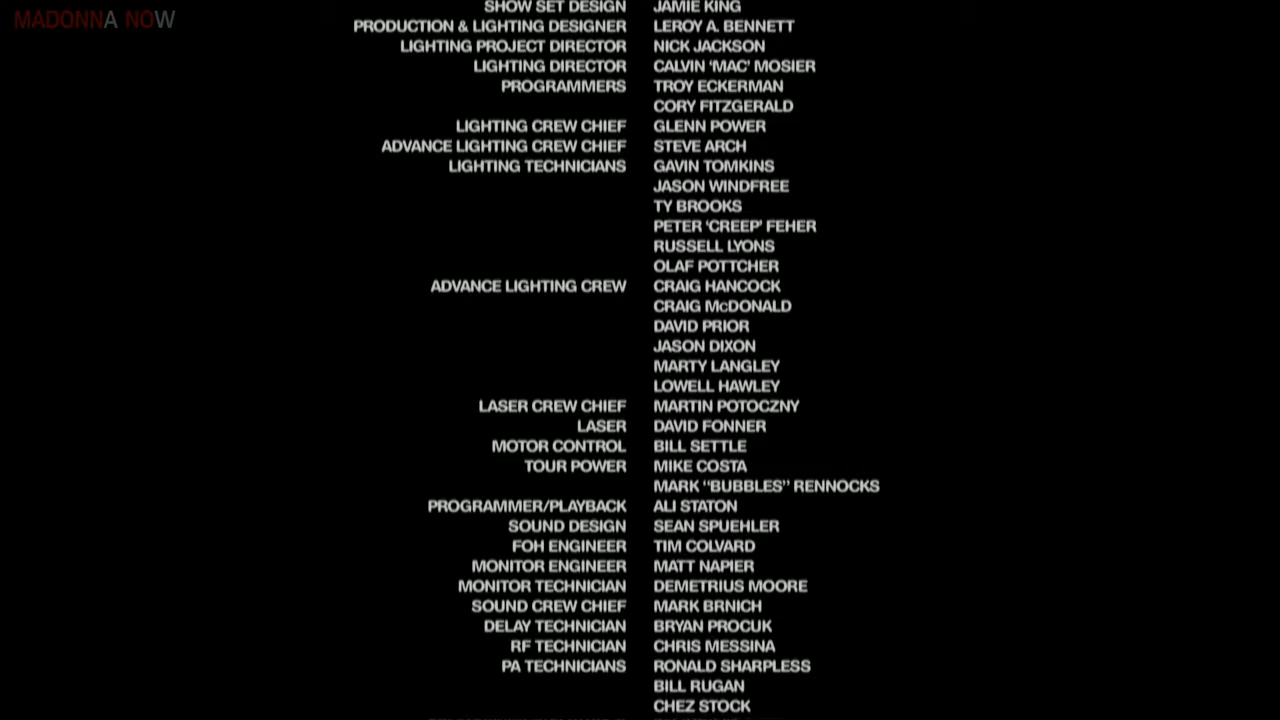 MADONNA NOW
SHOW SET DESIGN JAMIE KING
PRODUCTION & LIGHTING DESIGNER LEROY A. BENNETT
LIGHTING PROJECT DIRECTOR NICK JACKSON
LIGHTING DIRECTOR CALVIN ‘MAC’ MOSIER
PROGRAMMERS TROY ECKERMAN
CORY FITZGERALD
LIGHTING CREW CHIEF GLENN POWER
ADVANCE LIGHTING CREW CHIEF STEVE ARCH
LIGHTING TECHNICIANS GAVIN TOMKINS
JASON WINDFREE
TY BROOKS
PETER ‘CREEP’ FEHER
RUSSELL LYONS
OLAF POTTCHER
ADVANCE LIGHTING CREW CRAIG HANCOCK
CRAIG McDONALD
DAVID PRIOR
JASON DIXON
MARTY LANGLEY
LOWELL HAWLEY
LASER CREW CHIEF MARTIN POTOCZNY
LASER DAVID FONNER
MOTOR CONTROL BILL SETTLE
TOUR POWER MIKE COSTA
MARK “BUBBLES” RENNOCKS
PROGRAMMER/PLAYBACK ALI STATON
SOUND DESIGN SEAN SPUEHLER
FOH ENGINEER TIM COLVARD
MONITOR ENGINEER MATT NAPIER
MONITOR TECHNICIAN DEMETRIUS MOORE
SOUND CREW CHIEF MARK BRNICH
DELAY TECHNICIAN BRYAN PROCUK
RF TECHNICIAN CHRIS MESSINA
PA TECHNICIANS RONALD SHARPLESS
BILL RUGAN
CHEZ STOCK